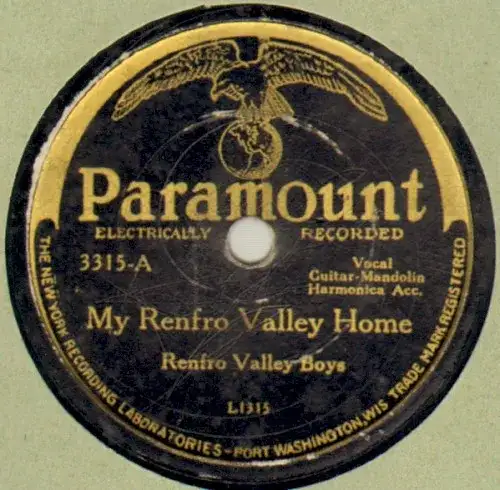 Paramount
ELECTRICALLY RECORDED
3315-A
Vocal
Guitar-Mandolin
Harmonica Acc.
My Renfro Valley Home
Renfro Valley Boys
L1315
THE NEW YORK RECORDING LABORATORIES - PORT WASHINGTON, WIS TRADE MARK REGISTERED